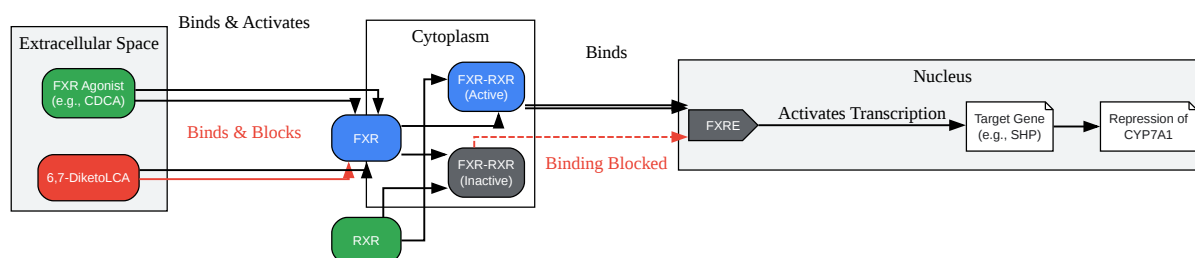 Binds & Activates
Extracellular Space
FXR Agonist
(e.g., CDCA)
Binds & Blocks
6,7-DiketoLCA
FXR
RXR
Cytoplasm
FXR-RXR
(Active)
FXR-RXR
(Inactive)
Binds
Binding Blocked
Nucleus
FXRE
Activates Transcription
Target Gene
(e.g., SHP)
Repression of
CYP7A1